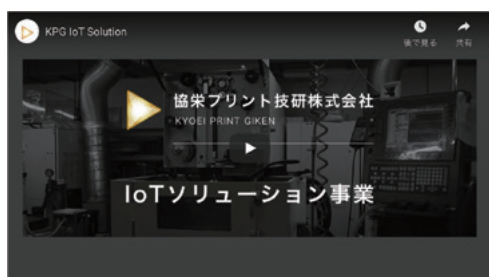 KPG IoT Solution
後で見る
共有
協栄プリント技研株式会社
KYOEI PRINT GIKEN
IoTソリューション事業